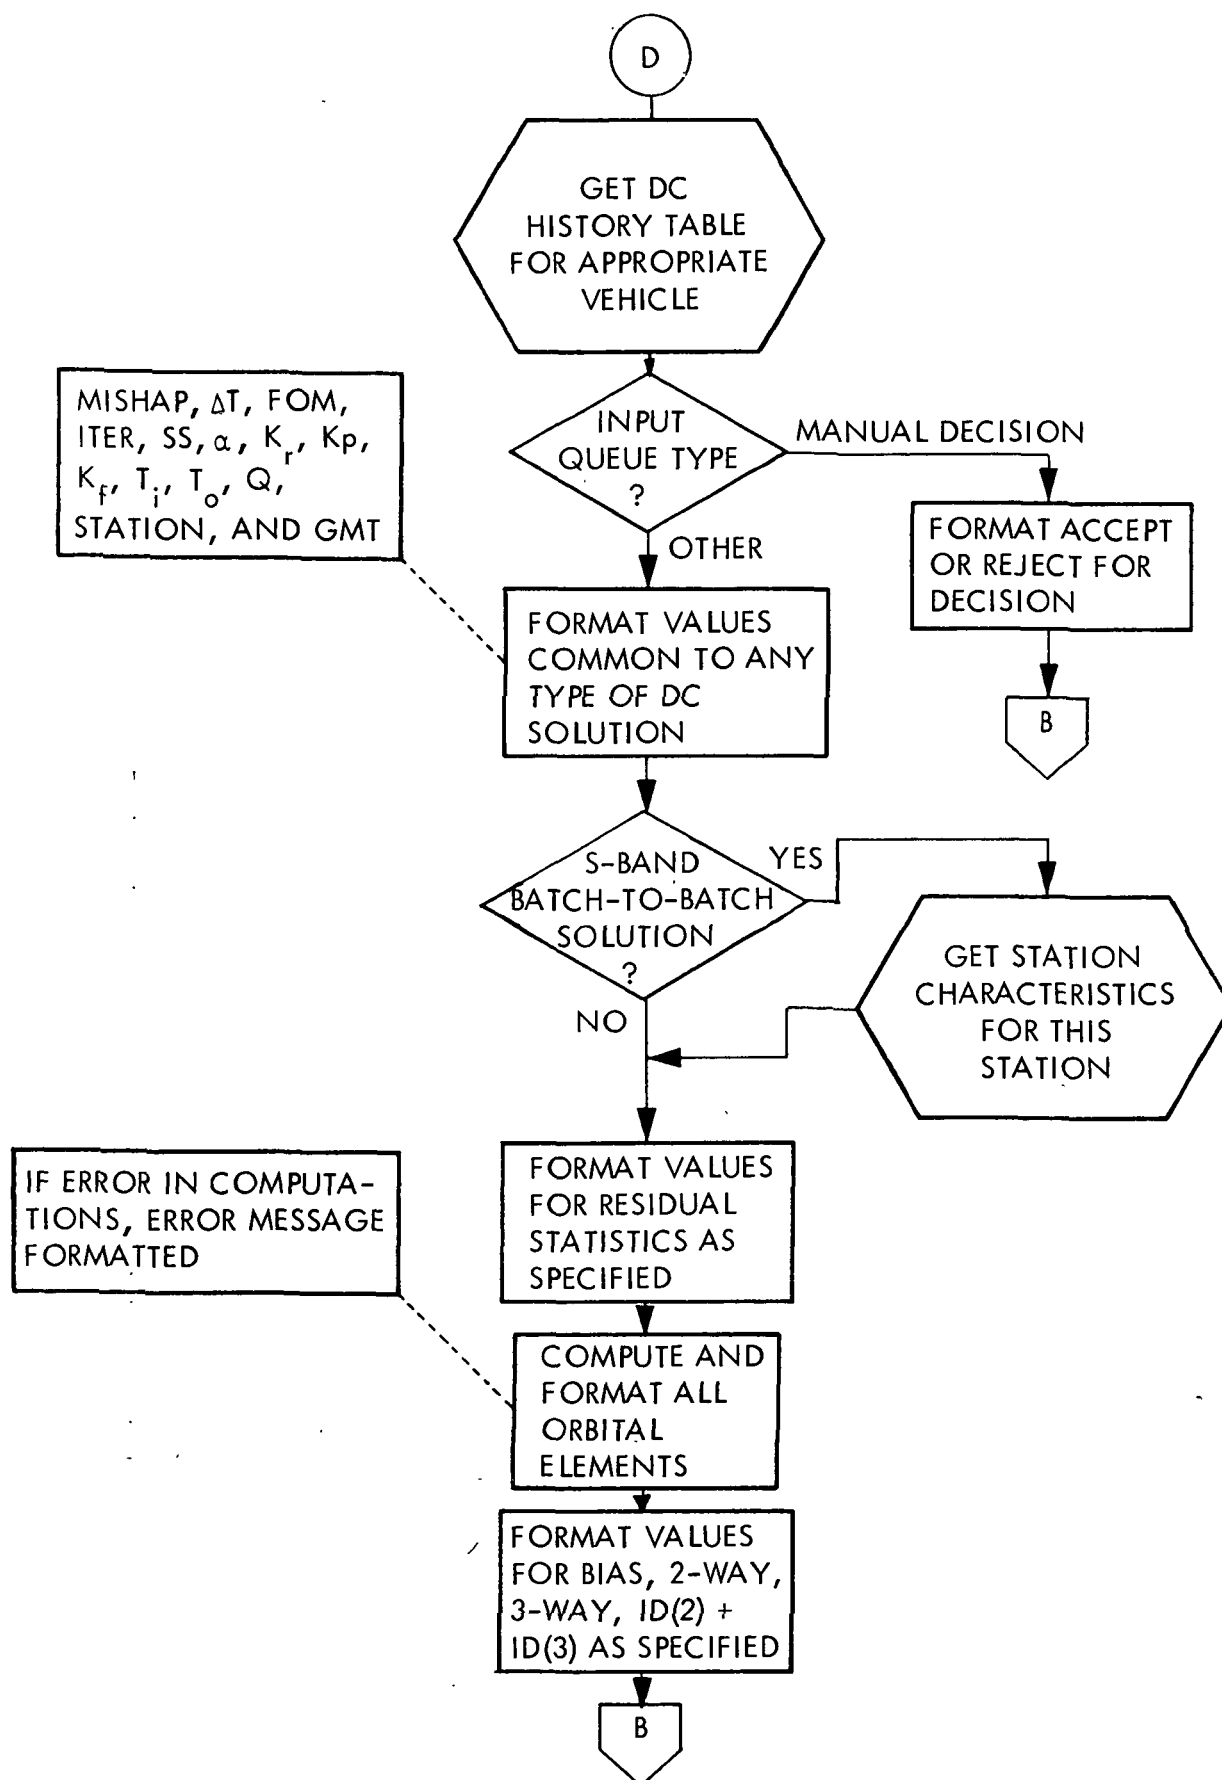 D
GET DC
HISTORY TABLE
FOR APPROPRIATE
VEHICLE
MISHAP, ΔT, FOM,
ITER, SS, α, K_r, Kp,
K_f, T_i, T_o, Q,
STATION, AND GMT
INPUT
QUEUE TYPE
?
MANUAL DECISION
OTHER
FORMAT ACCEPT
OR REJECT FOR
DECISION
B
FORMAT VALUES
COMMON TO ANY
TYPE OF DC
SOLUTION
S-BAND
BATCH-TO-BATCH
SOLUTION
?
YES
NO
GET STATION
CHARACTERISTICS
FOR THIS
STATION
FORMAT VALUES
FOR RESIDUAL
STATISTICS AS
SPECIFIED
IF ERROR IN COMPUTA-
TIONS, ERROR MESSAGE
FORMATTED
COMPUTE AND
FORMAT ALL
ORBITAL
ELEMENTS
FORMAT VALUES
FOR BIAS, 2-WAY,
3-WAY, ID(2) +
ID(3) AS SPECIFIED
B